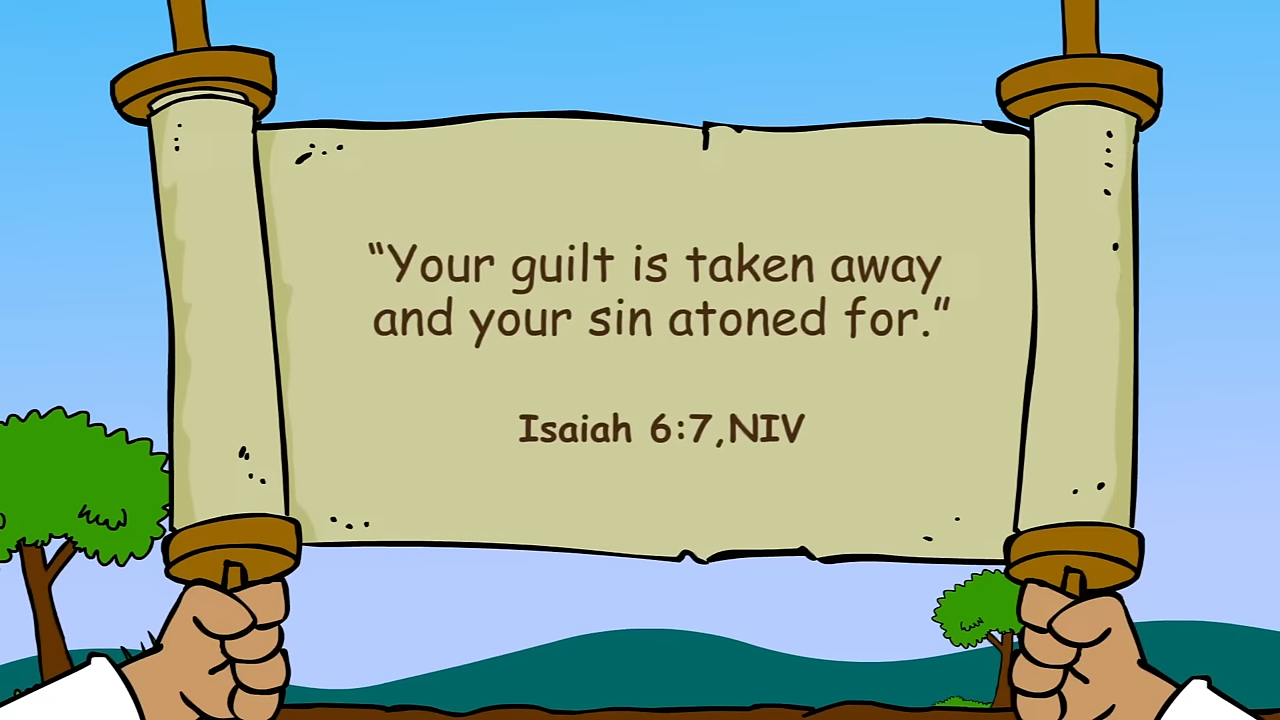 “Your guilt is taken away
and your sin atoned for.”
Isaiah 6:7,NIV